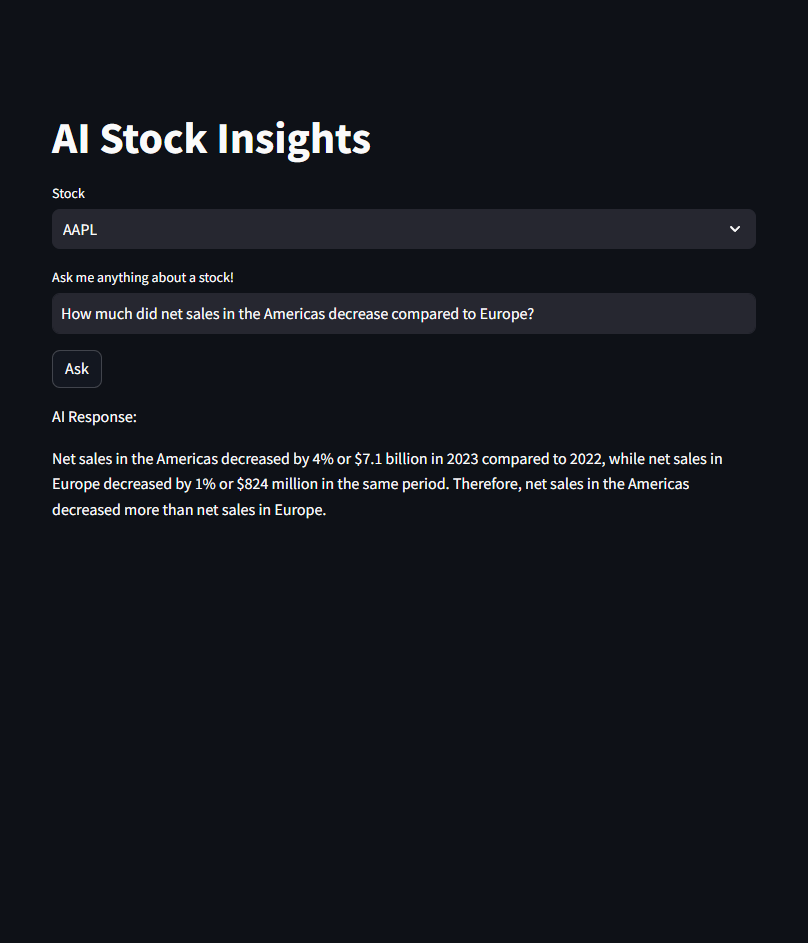 AI Stock Insights
Stock
AAPL
Ask me anything about a stock!
How much did net sales in the Americas decrease compared to Europe?
Ask
AI Response:
Net sales in the Americas decreased by 4% or $7.1 billion in 2023 compared to 2022, while net sales in
Europe decreased by 1% or $824 million in the same period. Therefore, net sales in the Americas
decreased more than net sales in Europe.